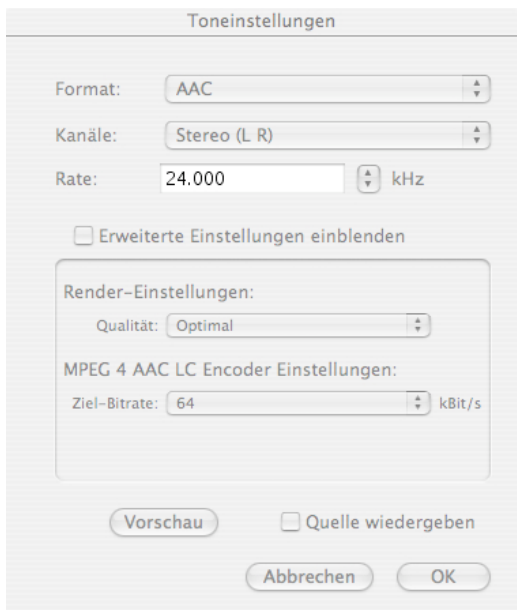 Toneinstellungen
Format: AAC
Kanäle: Stereo (L R)
Rate: 24.000 kHz
Erweiterte Einstellungen einblenden
Render-Einstellungen:
Qualität: Optimal
MPEG 4 AAC LC Encoder Einstellungen:
Ziel-Bitrate: 64 kBit/s
Vorschau Quelle wiedergeben
Abbrechen OK